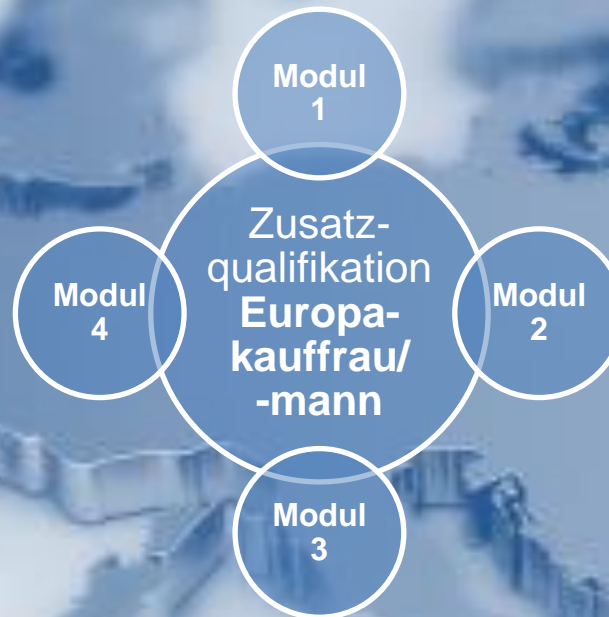 Modul
1
Zusatz-
qualifikation
Europa-
kauffrau/
-mann
Modul
4
Modul
2
Modul
3